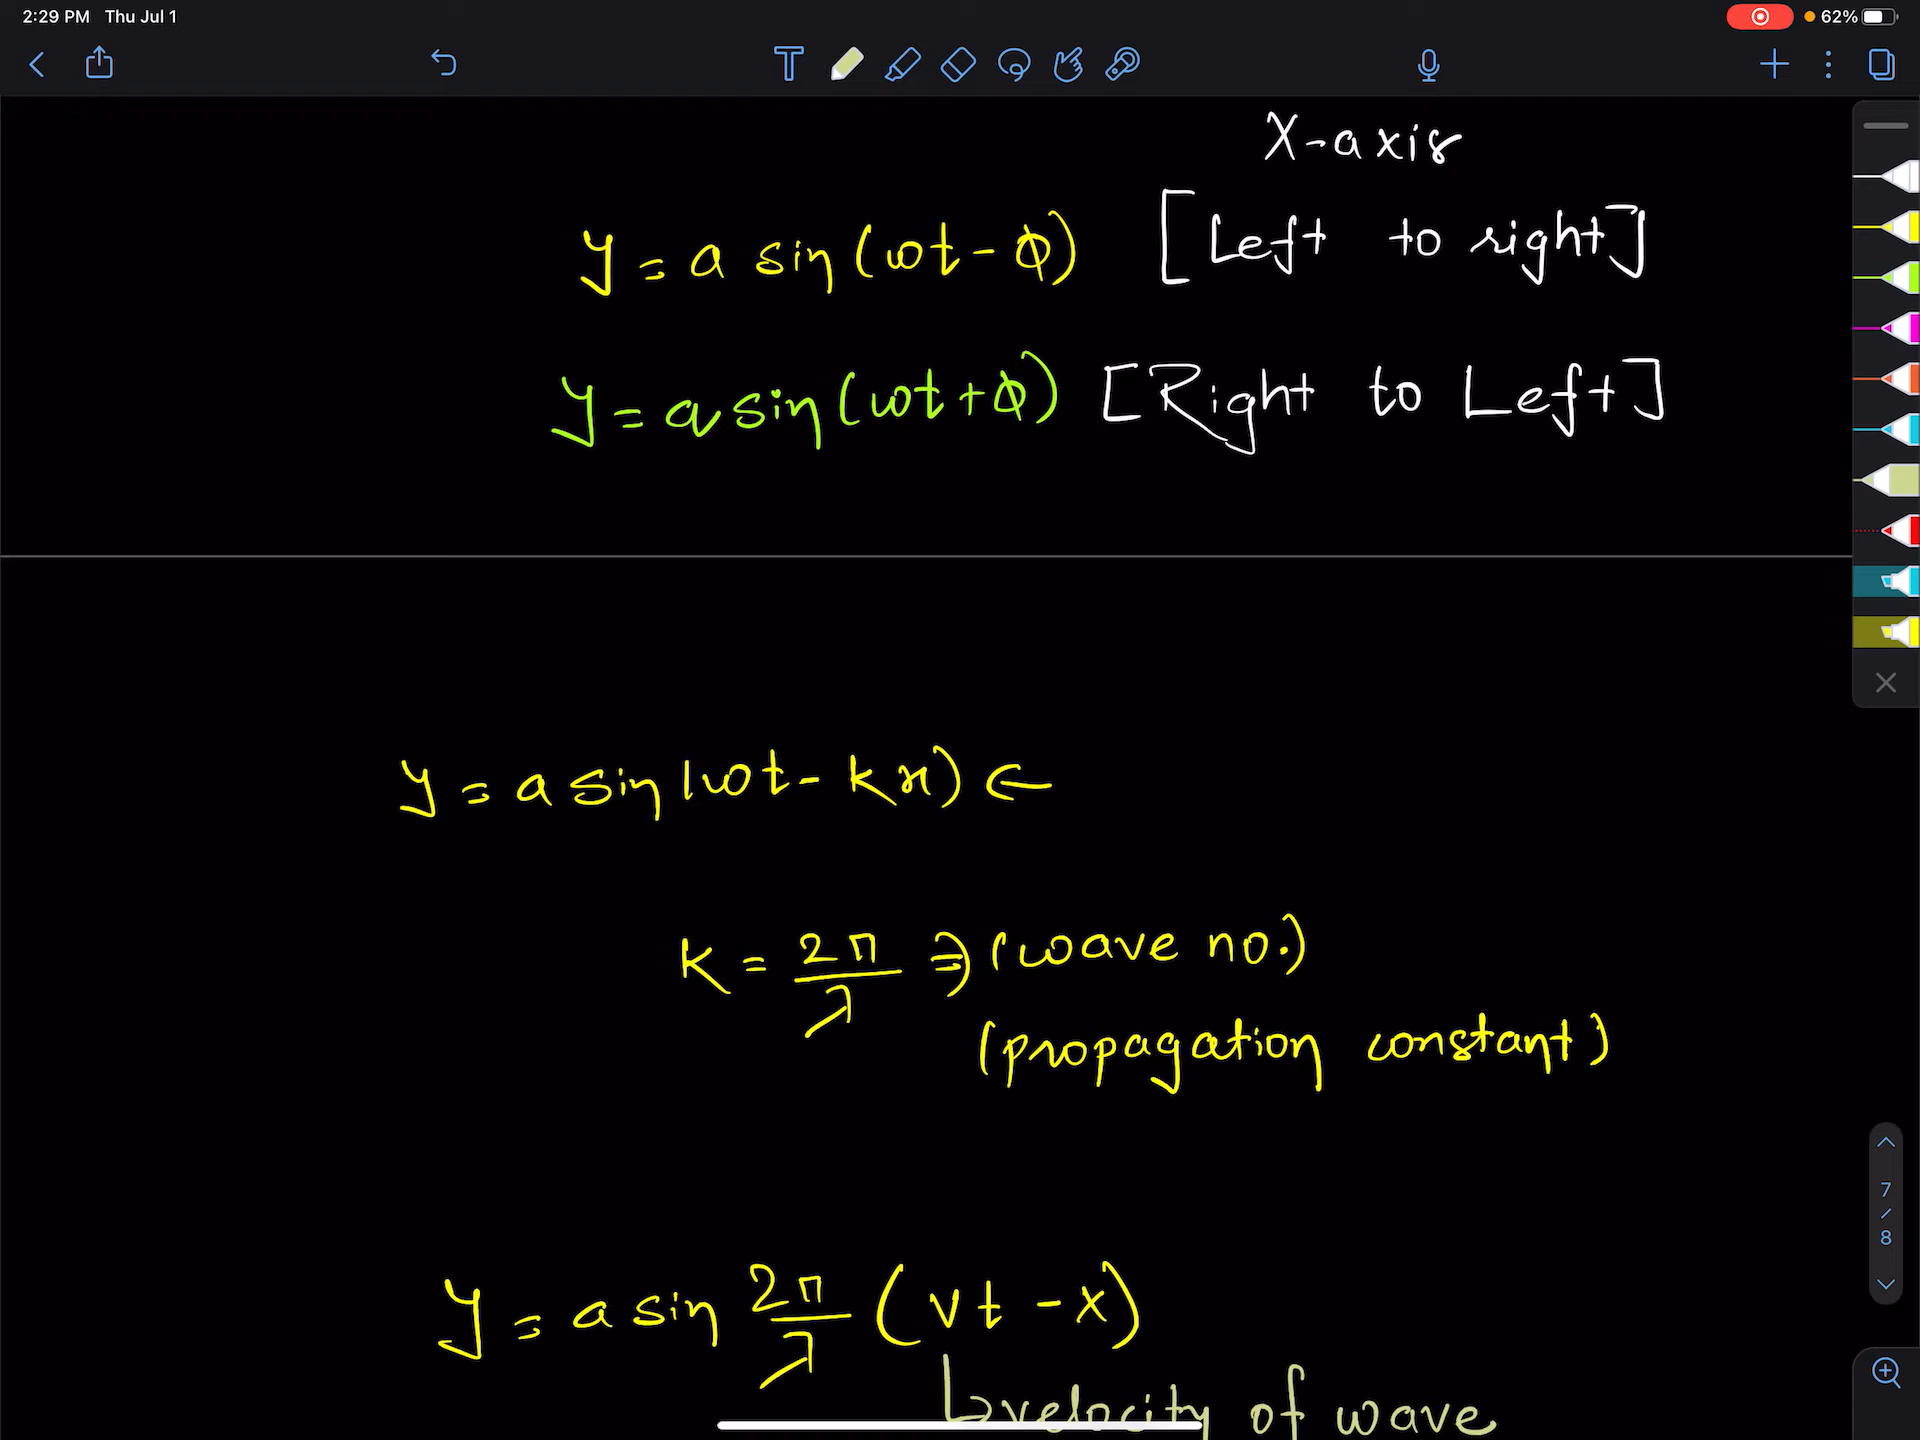 2:29 PM Thu Jul 1
62%
X-axis
y = a sin(ωt - φ) [Left to right]
y = a sin(ωt + φ) [Right to Left]
y = a sin(ωt - kx) ←
k = 2π/λ ⇒ (wave no.)
(propagation constant)
7
/
8
y = a sin 2π/λ (vt - x)
↳ velocity of wave